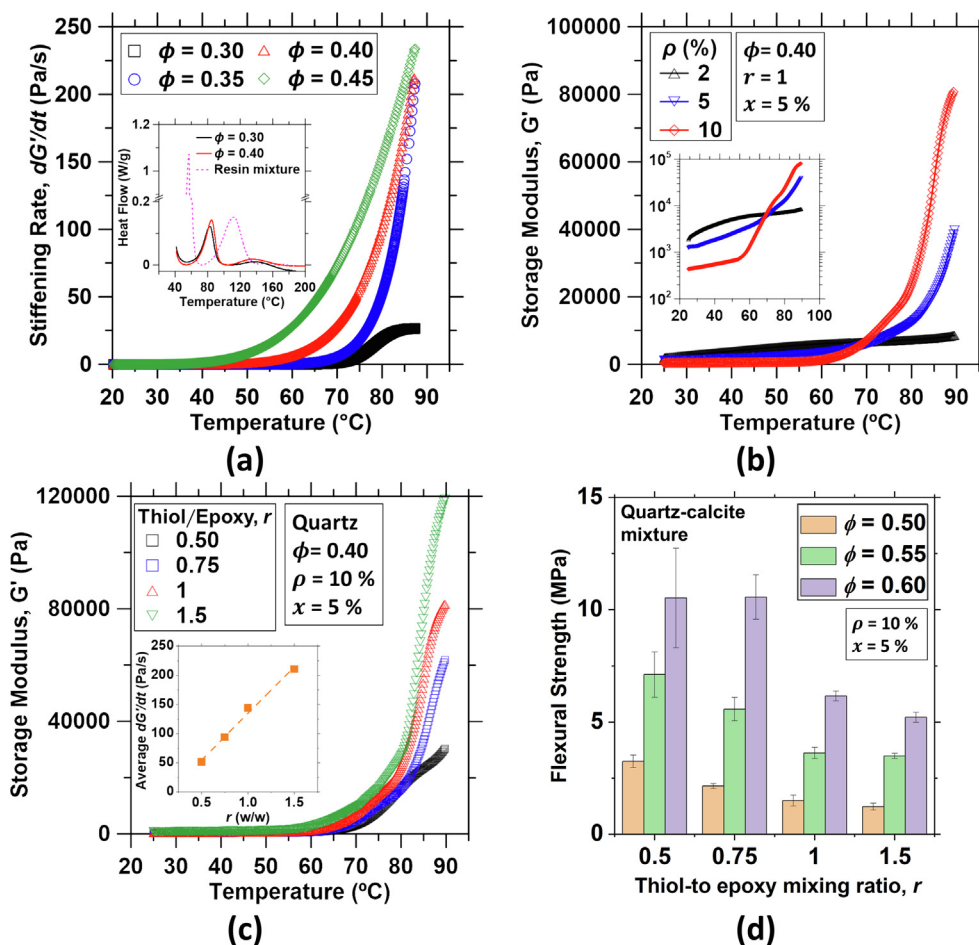 250
200
150
100
50
0
Stiffening Rate, dG'/dt (Pa/s)
ϕ = 0.30 ϕ = 0.40
ϕ = 0.35 ϕ = 0.45
1.2
1
0.2
0
Heat Flow (W/g)
ϕ = 0.30
ϕ = 0.40
Resin mixture
40 80 120 160 200
Temperature (°C)
20 30 40 50 60 70 80 90
Temperature (°C)
(a)
100000
80000
60000
40000
20000
0
Storage Modulus, G' (Pa)
ρ (%)
2
5
10
ϕ= 0.40
r = 1
x = 5 %
10⁵
10⁴
10³
10²
20 40 60 80 100
20 30 40 50 60 70 80 90
Temperature (ºC)
(b)
120000
80000
40000
0
Storage Modulus, G' (Pa)
Thiol/Epoxy, r
0.50
0.75
1
1.5
Quartz
ϕ= 0.40
ρ = 10 %
x = 5 %
250
200
150
100
50
0
Average dG'/dt (Pa/s)
0.5 1.0 1.5
r (w/w)
20 30 40 50 60 70 80 90
Temperature (ºC)
(c)
15
10
5
0
Flexural Strength (MPa)
Quartz-calcite
mixture
ϕ = 0.50
ϕ = 0.55
ϕ = 0.60
ρ = 10 %
x = 5 %
0.5 0.75 1 1.5
Thiol-to epoxy mixing ratio, r
(d)